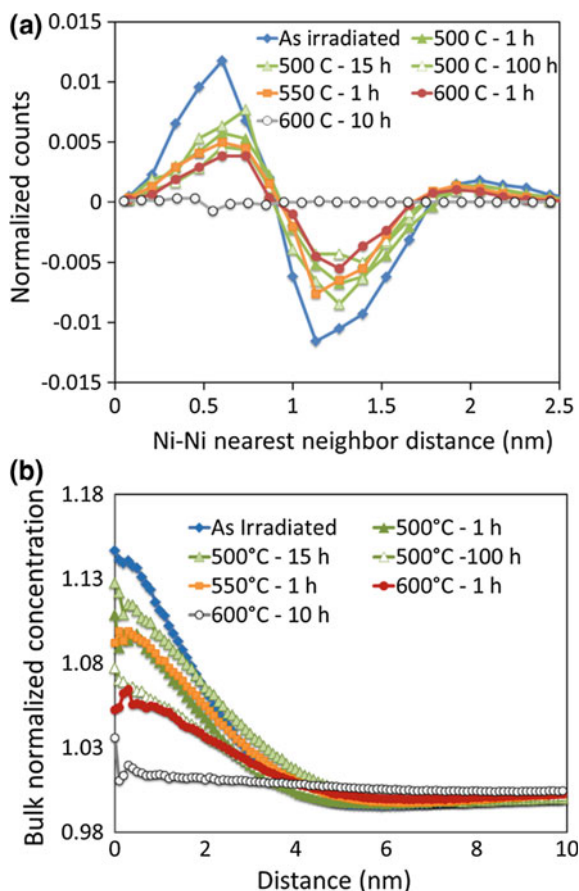 (a)
0.015
0.01
0.005
0
-0.005
-0.01
-0.015
As irradiated
500 C - 1 h
500 C - 15 h
500 C - 100 h
550 C - 1 h
600 C - 1 h
600 C - 10 h
Normalized counts
0 0.5 1 1.5 2 2.5
Ni-Ni nearest neighbor distance (nm)
(b)
1.18
1.13
1.08
1.03
0.98
As Irradiated
500°C - 1 h
500°C - 15 h
500°C -100 h
550°C - 1 h
600°C - 1 h
600°C - 10 h
Bulk normalized concentration
0 2 4 6 8 10
Distance (nm)